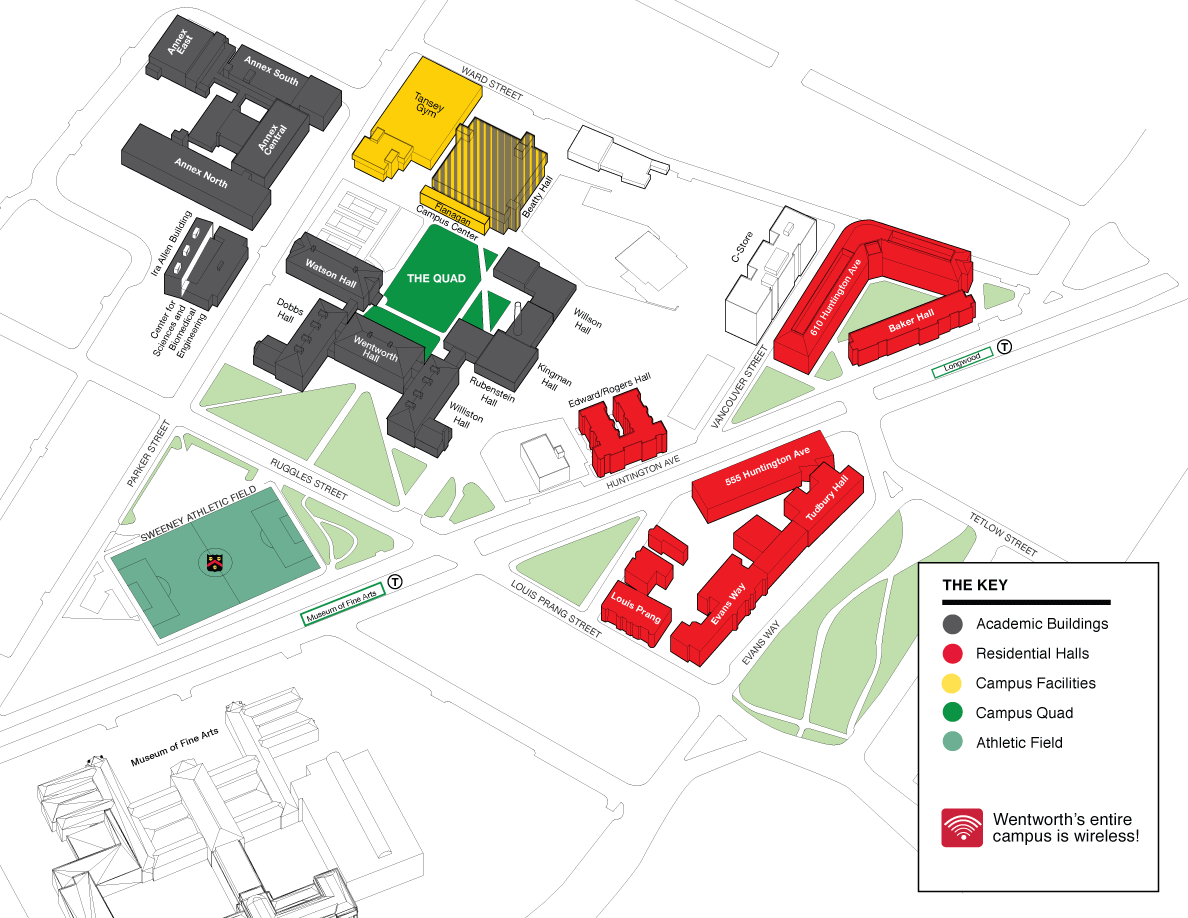 Annex
East
Annex South
Annex
Central
Annex North
WARD STREET
Tansey
Gym
Beatty Hall
Flanagan
Campus Center
Ira Allen Building
Center for
Sciences and
Biomedical
Engineering
Watson Hall
THE QUAD
Dobbs
Hall
Wentworth
Hall
Willson
Hall
Kingman
Hall
Rubenstein
Hall
Williston
Hall
C-Store
610 Huntington Ave
Baker Hall
Longwood
T
VANCOUVER STREET
Edward/Rogers Hall
HUNTINGTON AVE
PARKER STREET
RUGGLES STREET
SWEENEY ATHLETIC FIELD
555 Huntington Ave
Tudbury Hall
TETLOW STREET
Museum of Fine Arts
T
LOUIS PRANG STREET
Louis Prang
Evans Way
EVANS WAY
Museum of Fine Arts
THE KEY
Academic Buildings
Residential Halls
Campus Facilities
Campus Quad
Athletic Field
Wentworth's entire
campus is wireless!